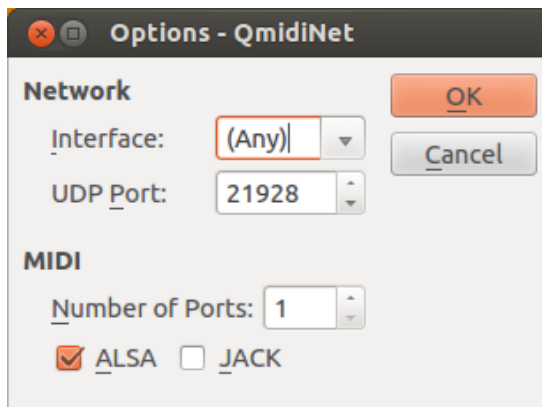 Options - QmidiNet
Network
OK
Interface: (Any)
Cancel
UDP Port: 21928
MIDI
Number of Ports: 1
ALSA JACK